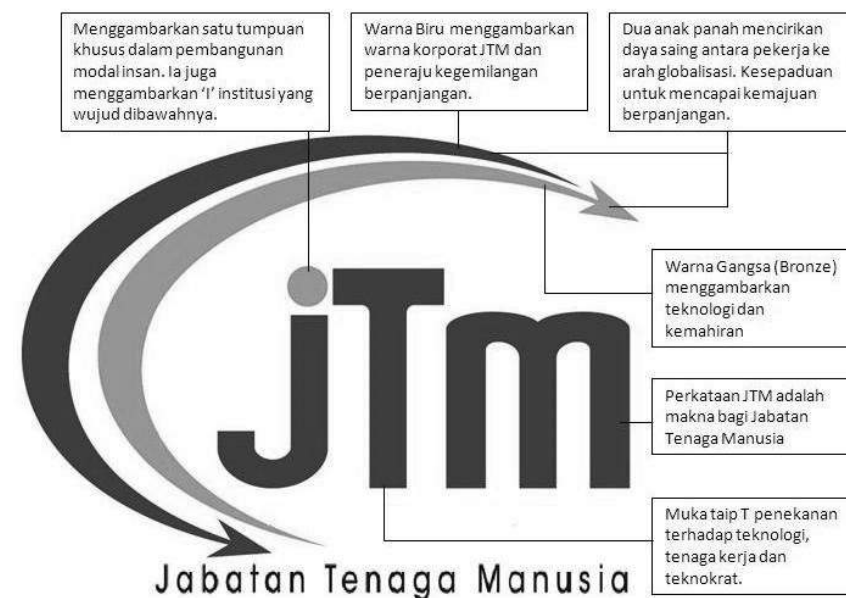 Menggambarkan satu tumpuan
khusus dalam pembangunan
modal insan. Ia juga
menggambarkan ‘I’ institusi yang
wujud dibawahnya.
Warna Biru menggambarkan
warna korporat JTM dan
peneraju kegemilangan
berpanjangan.
Dua anak panah mencirikan
daya saing antara pekerja ke
arah globalisasi. Kesepaduan
untuk mencapai kemajuan
berpanjangan.
Warna Gangsa (Bronze)
menggambarkan
teknologi dan
kemahiran
jTm
Perkataan JTM adalah
makna bagi Jabatan
Tenaga Manusia
Muka taip T penekanan
terhadap teknologi,
tenaga kerja dan
teknokrat.
Jabatan Tenaga Manusia